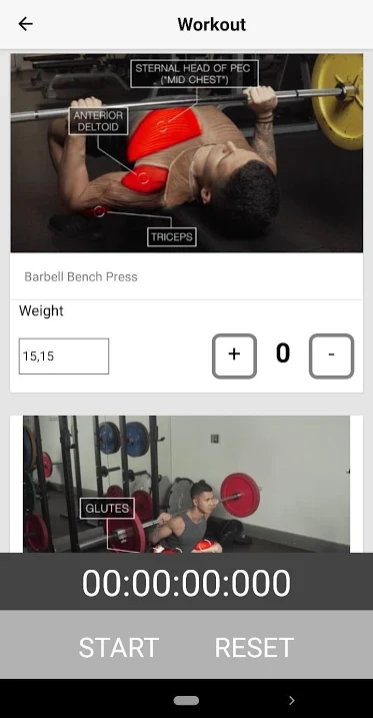 Workout
STERNAL HEAD OF PEC
("MID CHEST")
ANTERIOR
DELTOID
TRICEPS
Barbell Bench Press
Weight
15,15
+ 0 -
GLUTES
00:00:00:000
START RESET